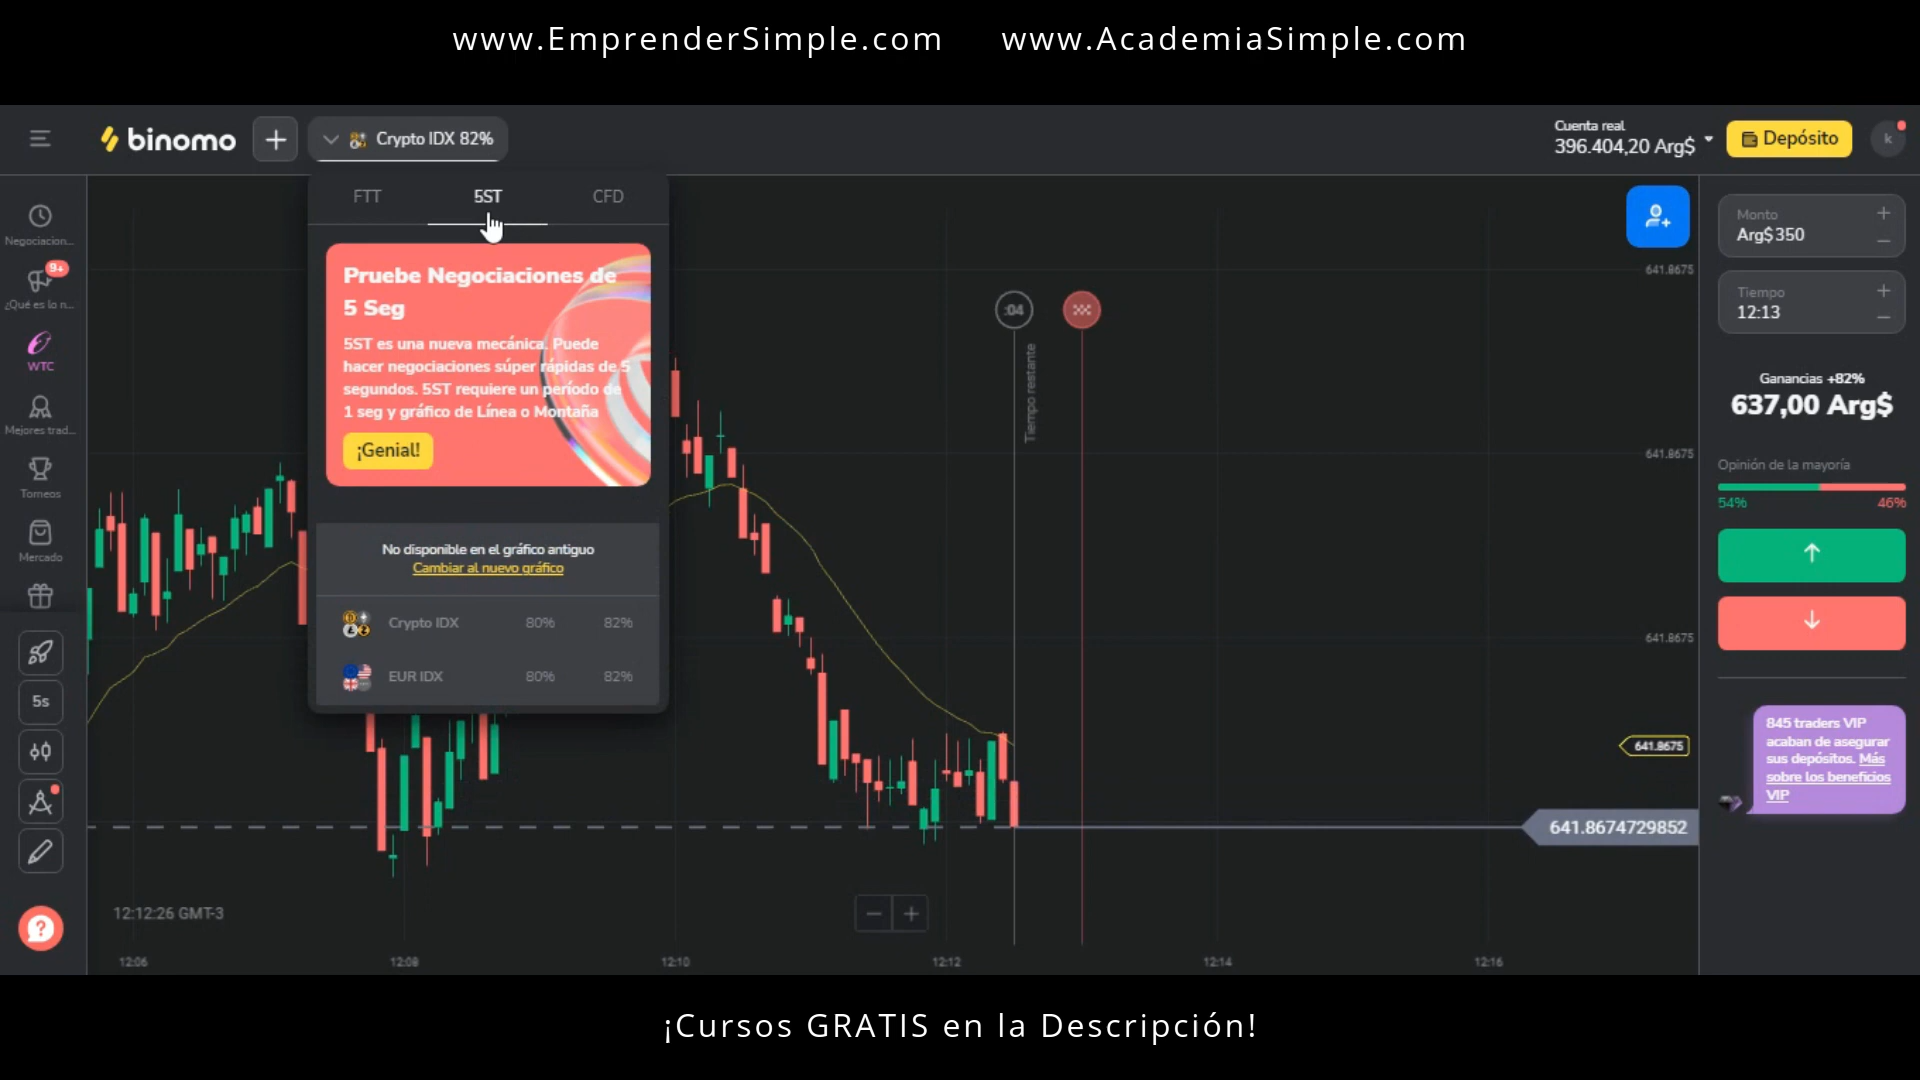 www.EmprenderSimple.com www.AcademiaSimple.com
binomo
Crypto IDX 82%
Cuenta real
396.404,20 Arg$
Depósito
k
FTT 5ST CFD
Negociacion...
9+
¿Qué es lo n...
WTC
Mejores trad...
Torneos
Mercado
5s
Pruebe Negociaciones de
5 Seg
5ST es una nueva mecánica. Puede
hacer negociaciones súper rápidas de 5
segundos. 5ST requiere un período de
1 seg y gráfico de Línea o Montaña
¡Genial!
No disponible en el gráfico antiguo
Cambiar al nuevo gráfico
Crypto IDX 80% 82%
EUR IDX 80% 82%
:04
Tiempo restante
641.8675
641.8675
641.8675
641.8675
641.8674729852
12:12:26 GMT-3
12:06 12:08 12:10 12:12 12:14 12:16
Monto
Arg$350
Tiempo
12:13
Ganancias +82%
637,00 Arg$
Opinión de la mayoría
54% 46%
845 traders VIP
acaban de asegurar
sus depósitos. Más
sobre los beneficios
VIP
¡Cursos GRATIS en la Descripción!